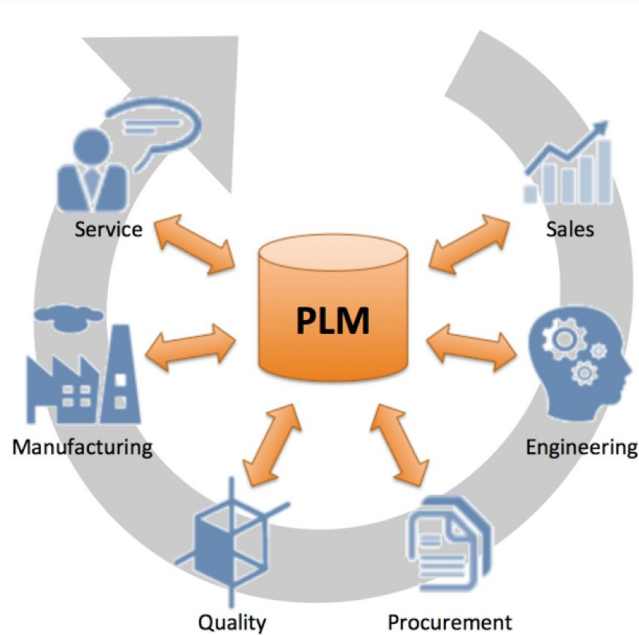 Service
Sales
PLM
Manufacturing
Engineering
Quality
Procurement